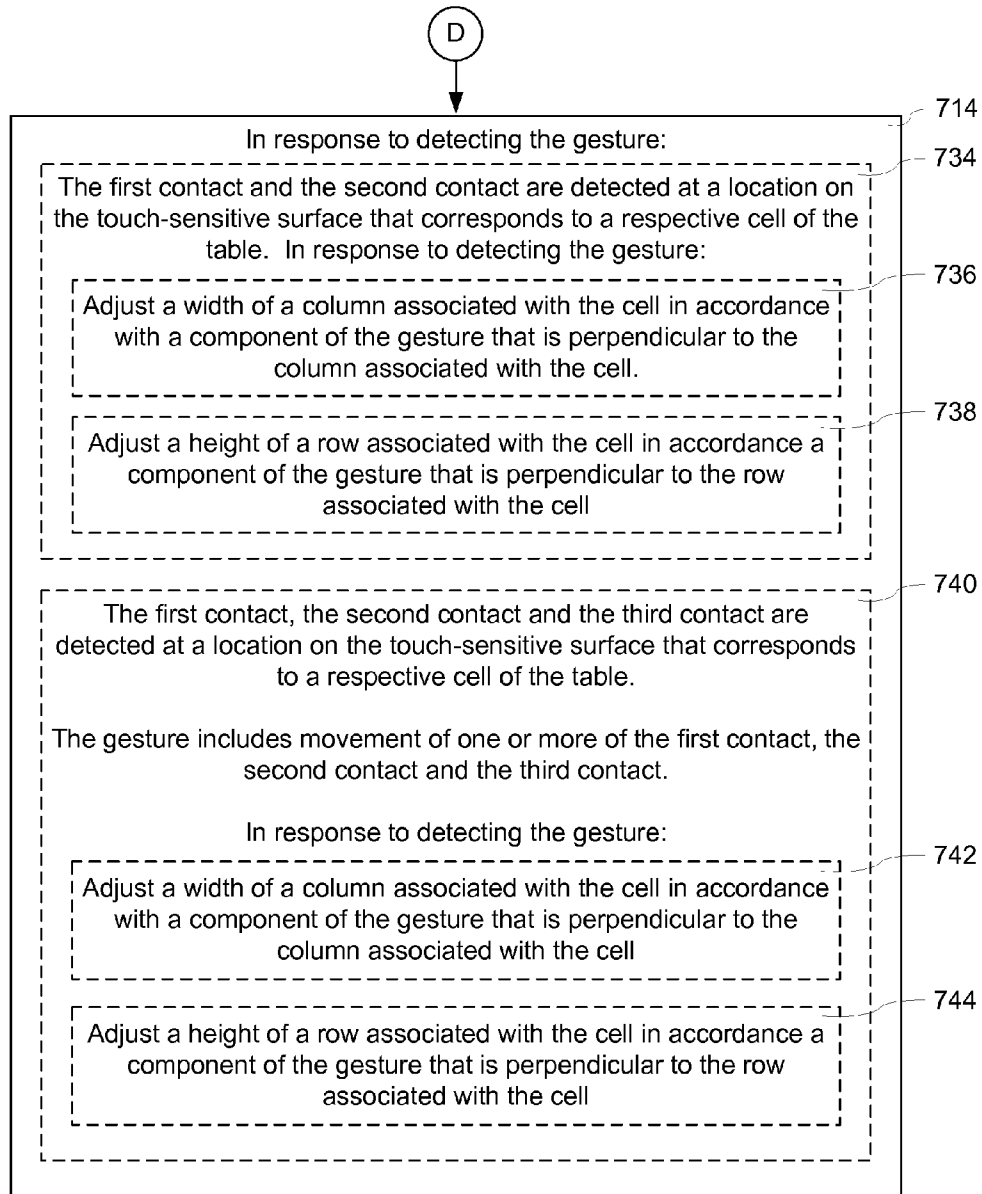 D
714
In response to detecting the gesture:
734
The first contact and the second contact are detected at a location on
the touch-sensitive surface that corresponds to a respective cell of the
table.  In response to detecting the gesture:
736
Adjust a width of a column associated with the cell in accordance
with a component of the gesture that is perpendicular to the
column associated with the cell.
738
Adjust a height of a row associated with the cell in accordance a
component of the gesture that is perpendicular to the row
associated with the cell
740
The first contact, the second contact and the third contact are
detected at a location on the touch-sensitive surface that corresponds
to a respective cell of the table.
The gesture includes movement of one or more of the first contact, the
second contact and the third contact.
In response to detecting the gesture:
742
Adjust a width of a column associated with the cell in accordance
with a component of the gesture that is perpendicular to the
column associated with the cell
744
Adjust a height of a row associated with the cell in accordance a
component of the gesture that is perpendicular to the row
associated with the cell